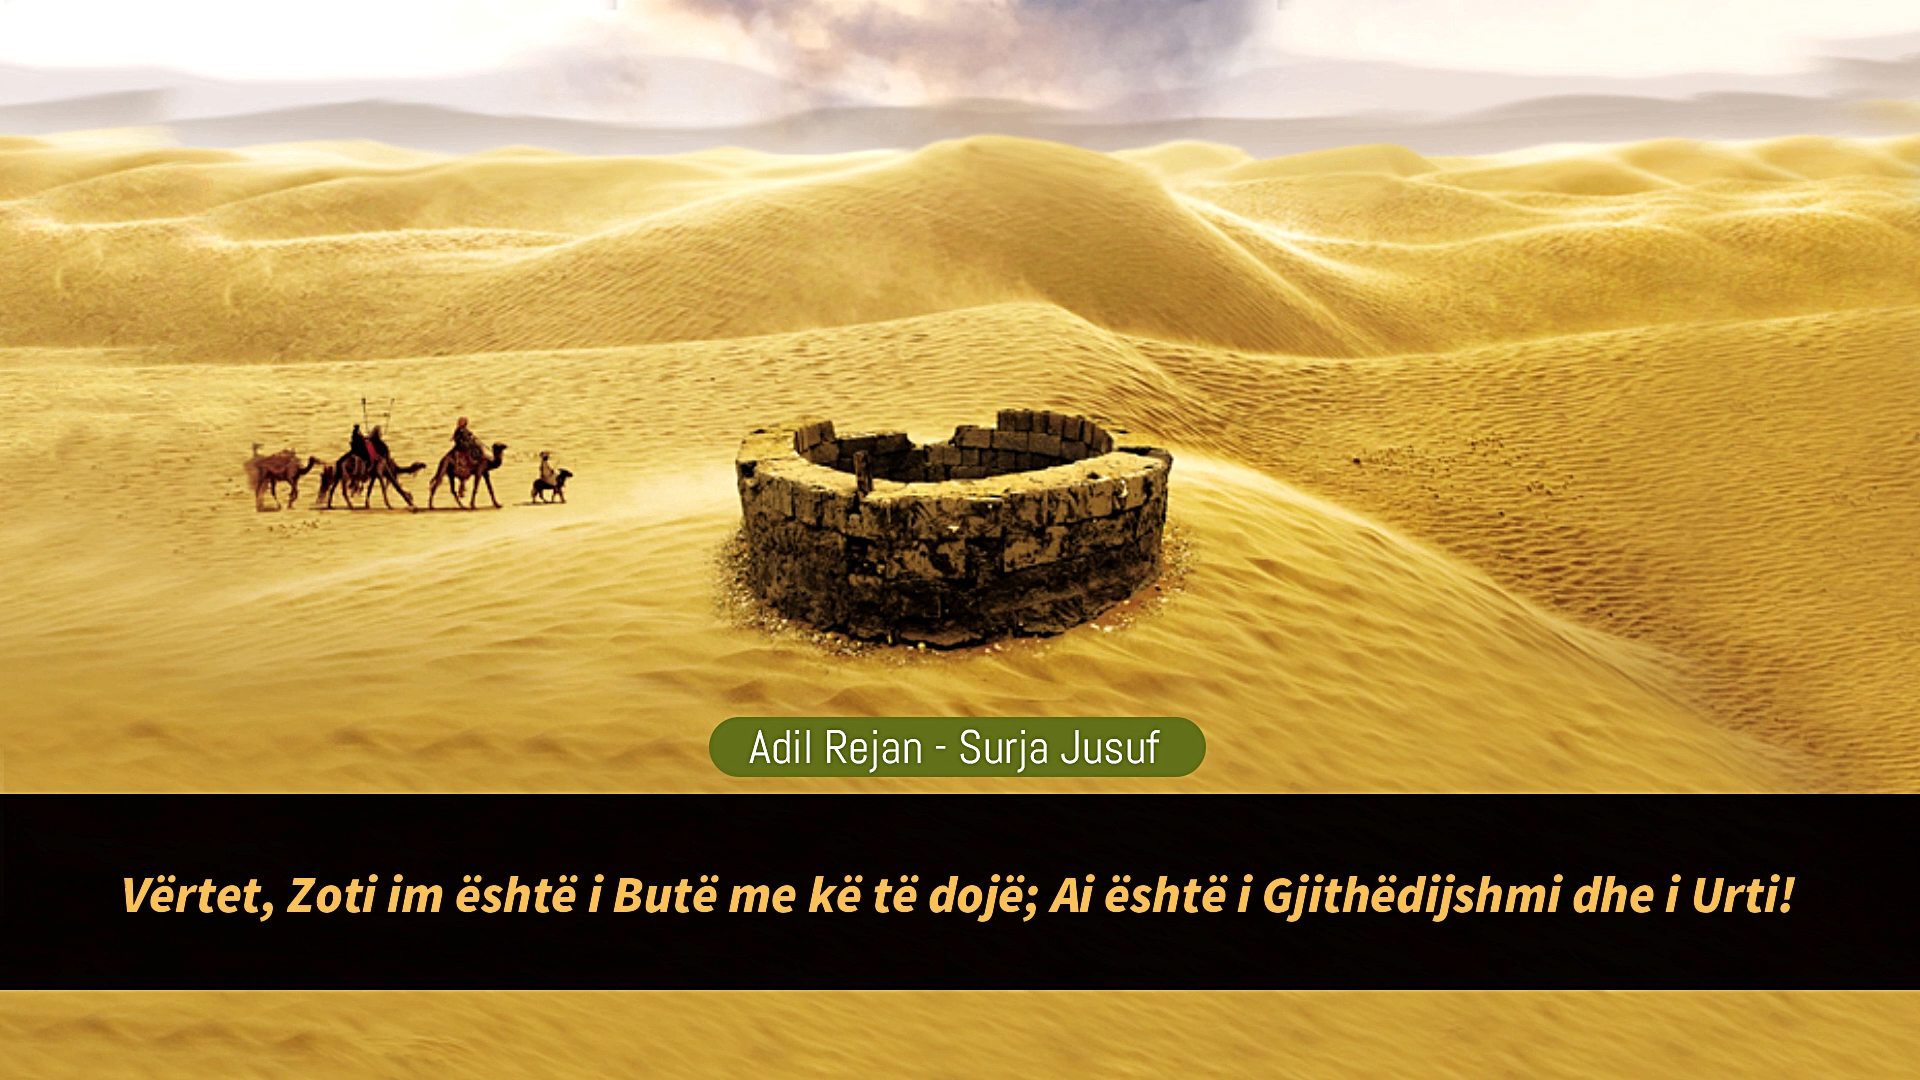 Adil Rejan - Surja Jusuf
Vërtet, Zoti im është i Butë me kë të dojë; Ai është i Gjithëdijshmi dhe i Urti!